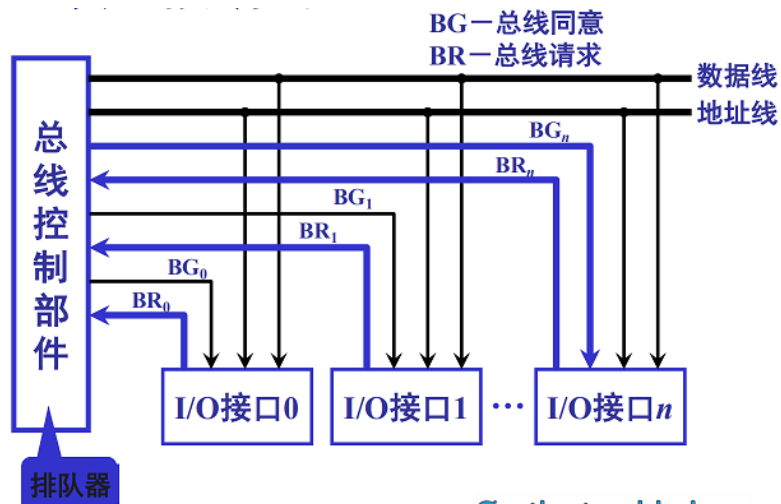 BG－总线同意
BR－总线请求
数据线
地址线
总线控制部件
BGn
BRn
BG1
BR1
BG0
BR0
I/O接口0
I/O接口1
…
I/O接口n
排队器